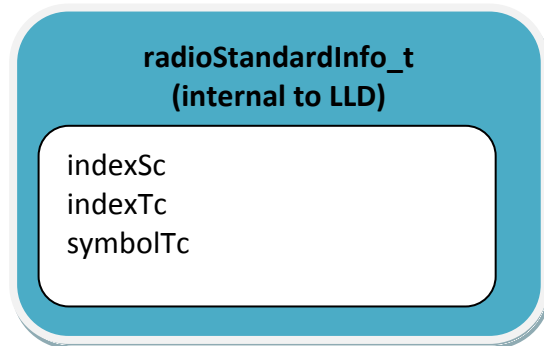 radioStandardInfo_t
(internal to LLD)
indexSc
indexTc
symbolTc